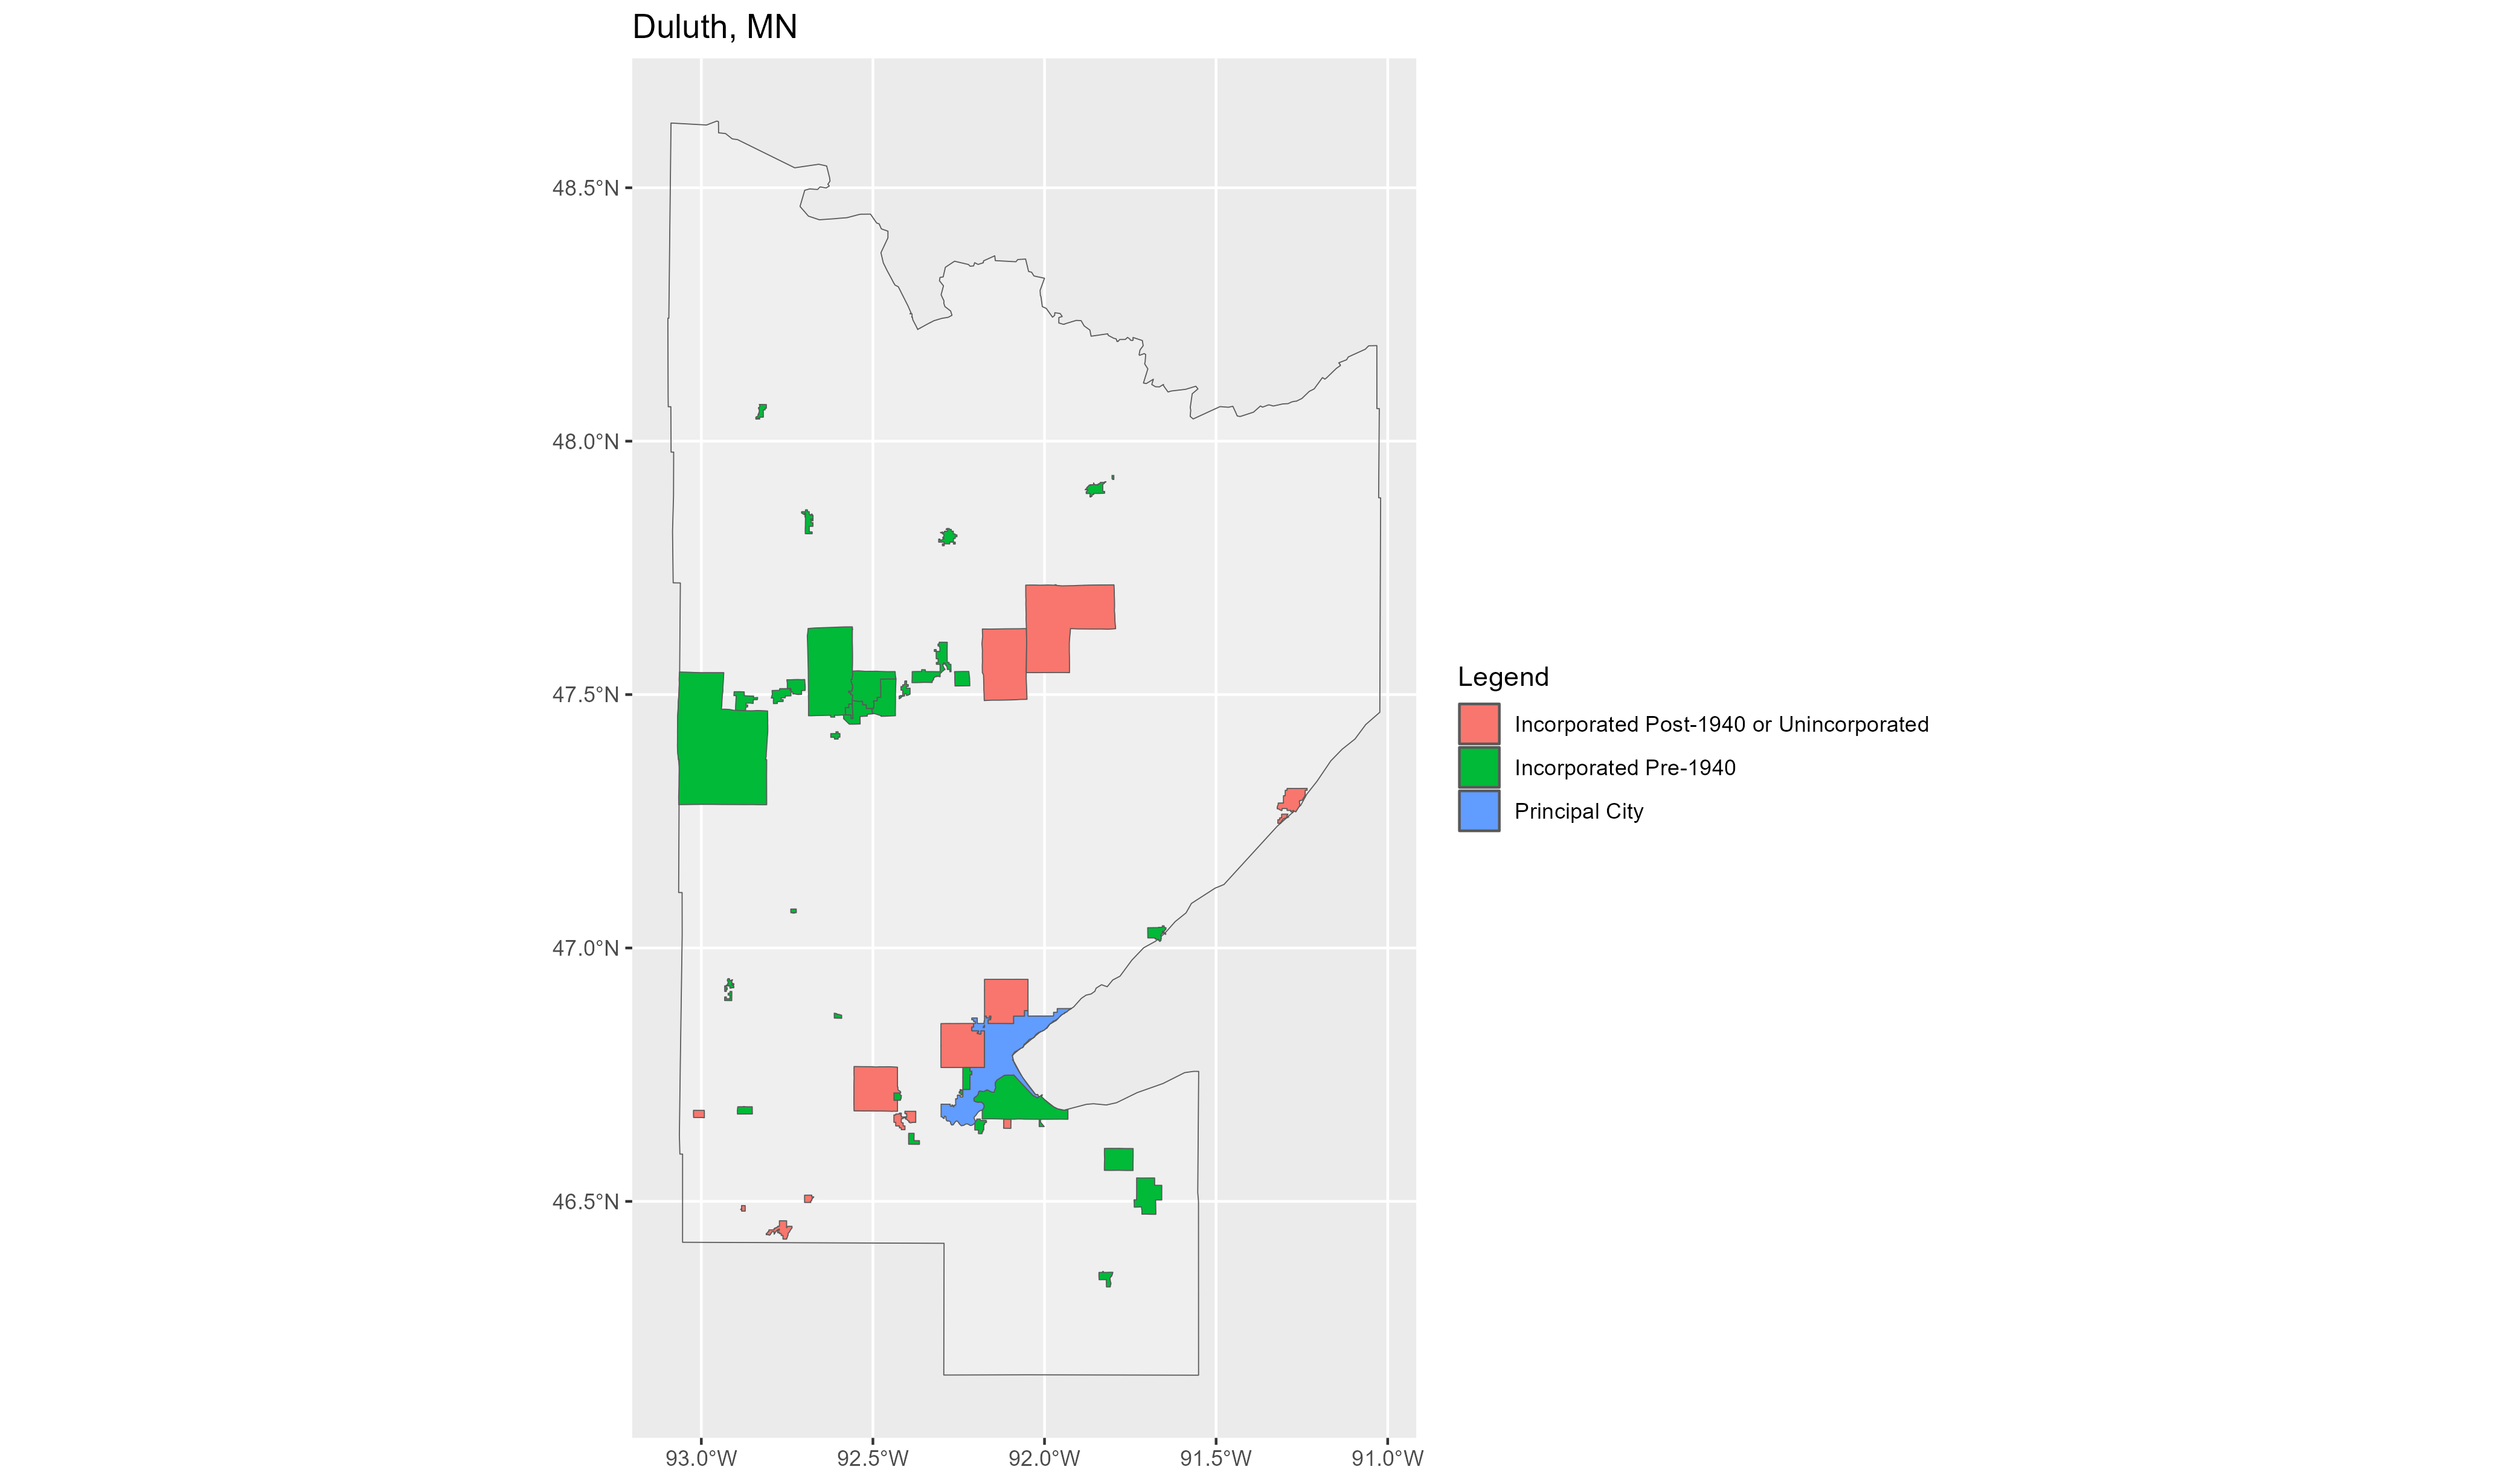 Duluth, MN
48.5°N
48.0°N
47.5°N
47.0°N
46.5°N
93.0°W
92.5°W
92.0°W
91.5°W
91.0°W
Legend
Incorporated Post-1940 or Unincorporated
Incorporated Pre-1940
Principal City